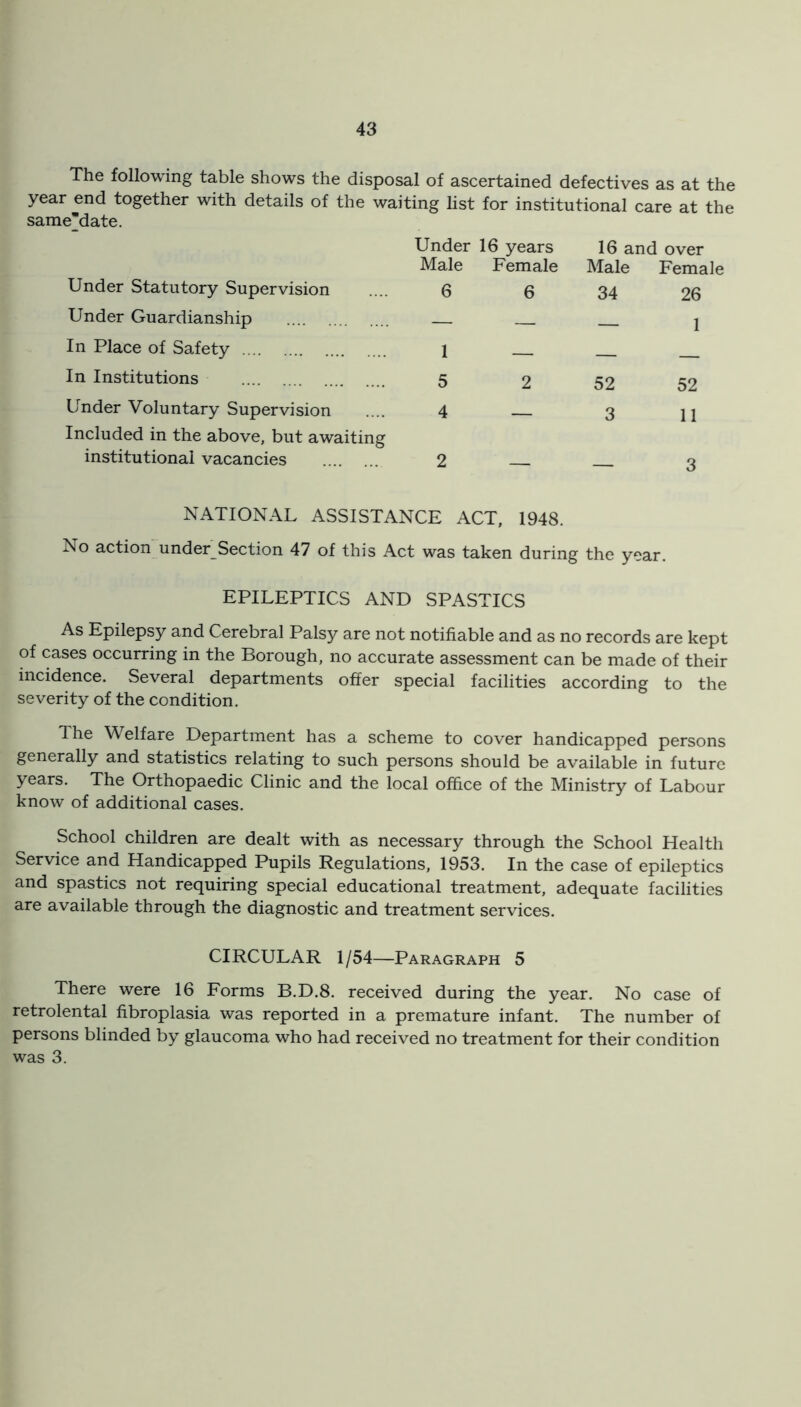 43
The following table shows the disposal of ascertained defectives as at the
year end together with details of the waiting list for institutional care at the
same date.
Under 16 years 16 and over
Male Female Male Female
Under Statutory Supervision .... 6 6 34 26
Under Guardianship .... .... .... — — — 1
In Place of Safety .... .... .... .... 1 — — —
In Institutions .... .... .... .... 5 2 52 52
Under Voluntary Supervision .... 4 — 3 11
Included in the above, but awaiting
institutional vacancies .... .... 2 — — 3
NATIONAL ASSISTANCE ACT, 1948.
No action under Section 47 of this Act was taken during the year.
EPILEPTICS AND SPASTICS
As Epilepsy and Cerebral Palsy are not notifiable and as no records are kept
of cases occurring in the Borough, no accurate assessment can be made of their
incidence. Several departments offer special facilities according to the
severity of the condition.
The Welfare Department has a scheme to cover handicapped persons
generally and statistics relating to such persons should be available in future
years. The Orthopaedic Clinic and the local office of the Ministry of Labour
know of additional cases.
School children are dealt with as necessary through the School Health
Service and Handicapped Pupils Regulations, 1953. In the case of epileptics
and spastics not requiring special educational treatment, adequate facilities
are available through the diagnostic and treatment services.
CIRCULAR 1/54—Paragraph 5
There were 16 Forms B.D.8. received during the year. No case of
retrolental fibroplasia was reported in a premature infant. The number of
persons blinded by glaucoma who had received no treatment for their condition
was 3.